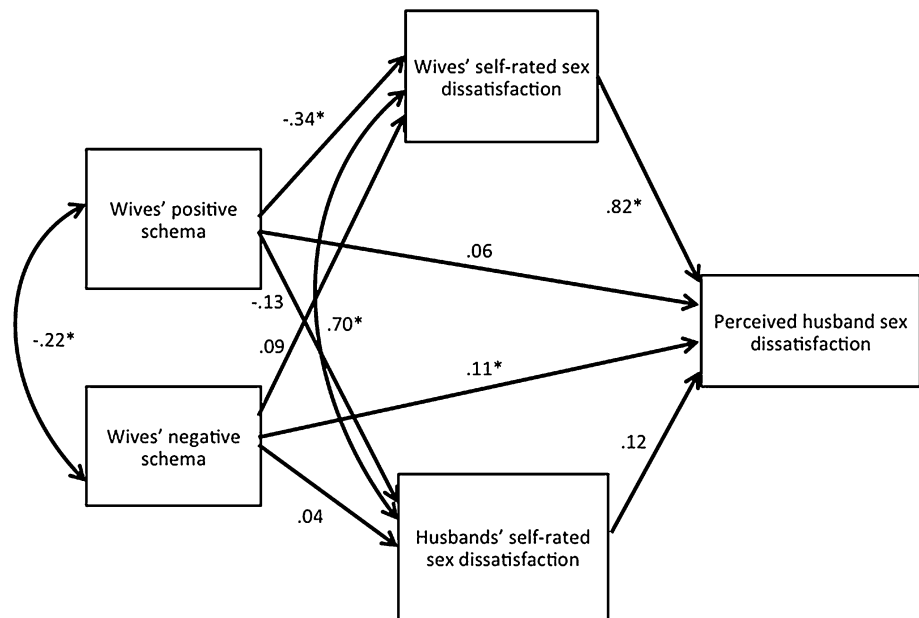 Wives’ self-rated sex
dissatisfaction
-.34*
Wives’ positive
schema
.82*
.06
-.13
-.22*
.70*
.09
Perceived husband sex
dissatisfaction
.11*
Wives’ negative
schema
.12
.04
Husbands’ self-rated
sex dissatisfaction